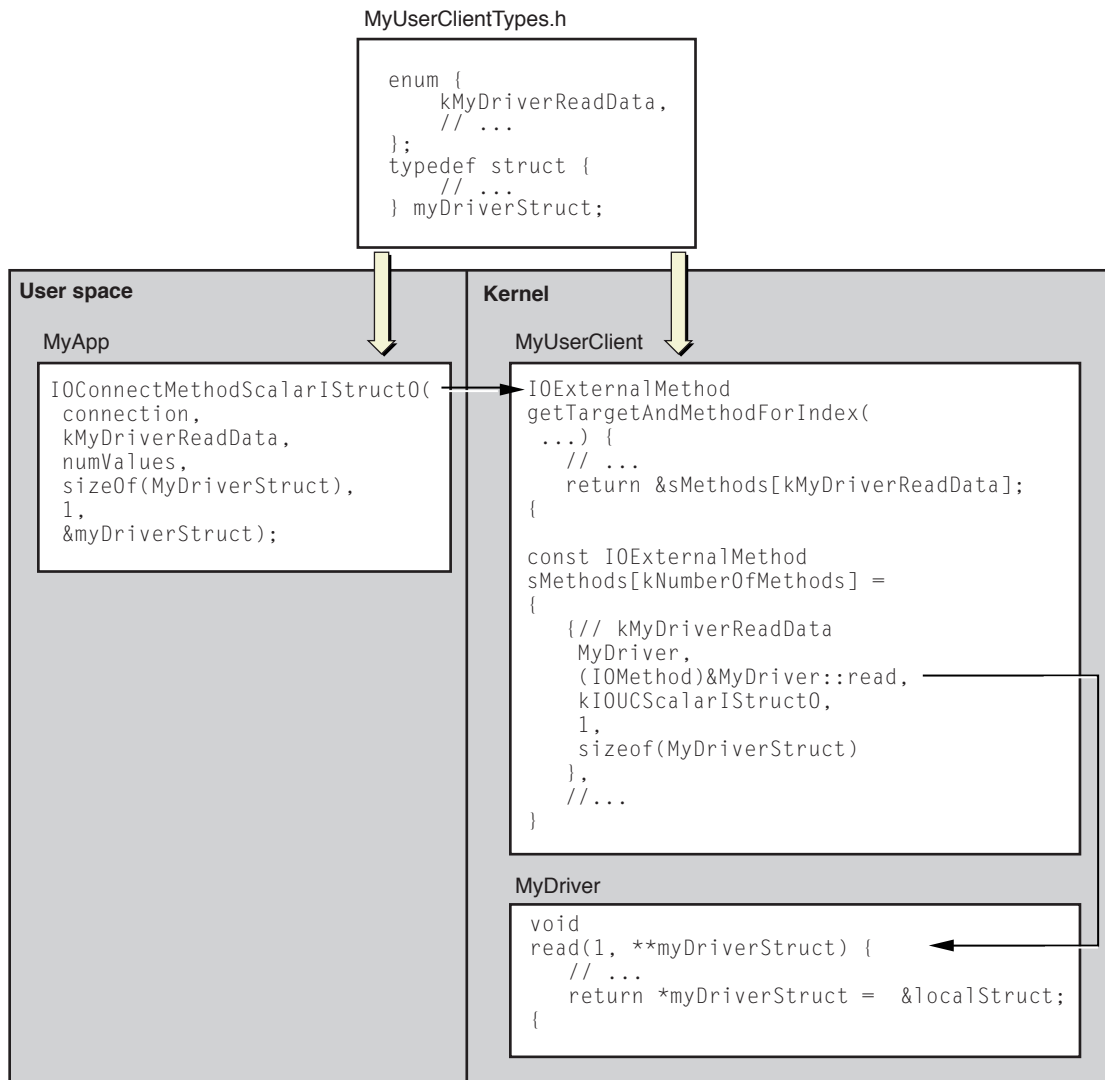 MyUserClientTypes.h
enum {
kMyDriverReadData,
// ...
};
typedef struct {
// ...
} myDriverStruct;
User space
MyApp
IOConnectMethodScalarIStructO(
connection,
kMyDriverReadData,
numValues,
sizeOf(MyDriverStruct),
1,
&myDriverStruct);
Kernel
MyUserClient
IOExternalMethod
getTargetAndMethodForIndex(
...) {
// ...
return &sMethods[kMyDriverReadData];
{
const IOExternalMethod
sMethods[kNumberOfMethods] =
{
{// kMyDriverReadData
MyDriver,
(IOMethod)&MyDriver::read,
kIOUCScalarIStructO,
1,
sizeof(MyDriverStruct)
},
//...
}
MyDriver
void
read(1, **myDriverStruct) {
// ...
return *myDriverStruct = &localStruct;
{